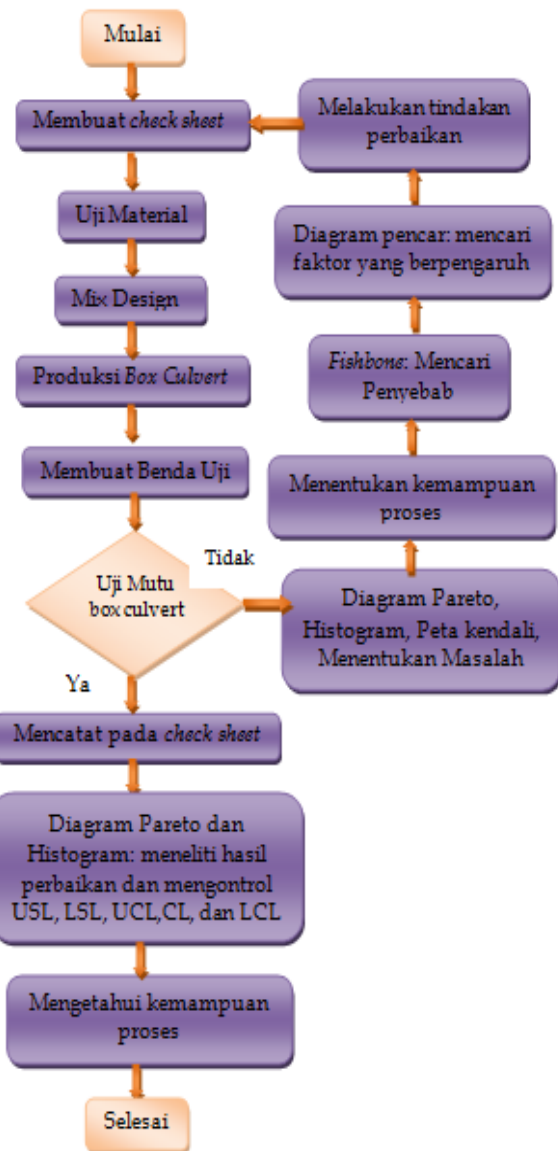 Mulai
Membuat check sheet
Uji Material
Mix Design
Produksi Box Culvert
Membuat Benda Uji
Uji Mutu
box culvert
Tidak
Ya
Diagram Pareto,
Histogram, Peta kendali,
Menentukan Masalah
Menentukan kemampuan
proses
Fishbone: Mencari
Penyebab
Diagram pencar: mencari
faktor yang berpengaruh
Melakukan tindakan
perbaikan
Mencatat pada check sheet
Diagram Pareto dan
Histogram: meneliti hasil
perbaikan dan mengontrol
USL, LSL, UCL,CL, dan LCL
Mengetahui kemampuan
proses
Selesai